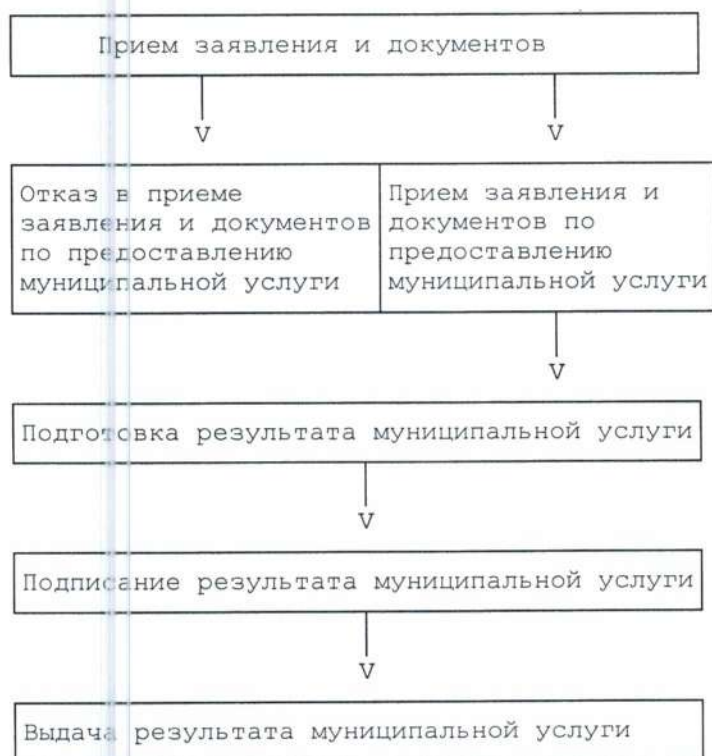 Прием заявления и документов
V
V
Отказ в приеме
заявления и документов
по предоставлению
муниципальной услуги
Прием заявления и
документов по
предоставлению
муниципальной услуги
V
Подготовка результата муниципальной услуги
V
Подписание результата муниципальной услуги
V
Выдача результата муниципальной услуги